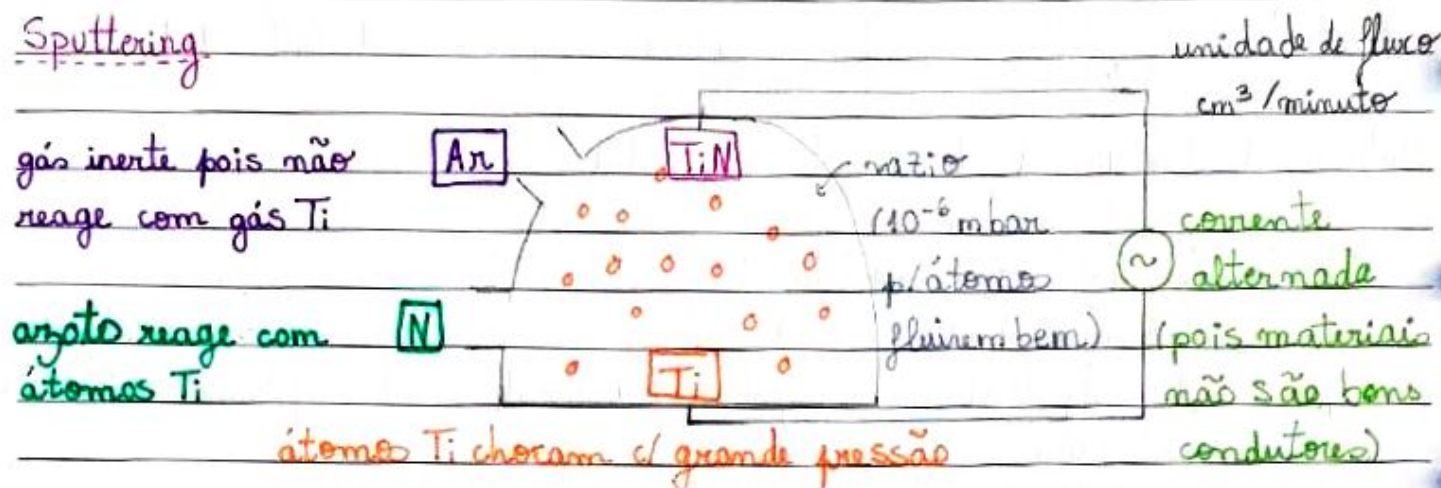 Sputtering
unidade de fluxo
cm³/minuto
gás inerte pois não
reage com gás Ti
Ar
TiN
vazio
(10⁻⁶ mbar
p/átomos
fluirem bem)
~
corrente
alternada
(pois materiais
não são bons
condutores)
azoto reage com
átomos Ti
N
Ti
átomos Ti chocam c/ grande pressão